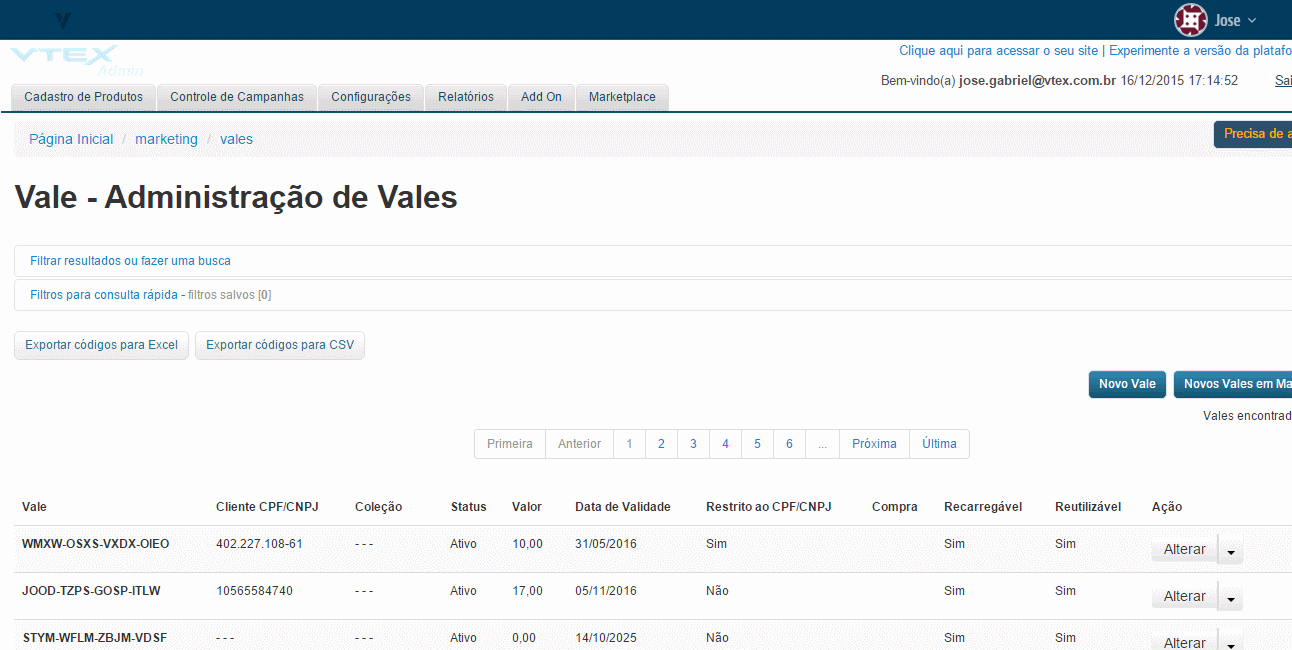 Jose
VTEX
Admin
Clique aqui para acessar o seu site | Experimente a versão da platafo
Bem-vindo(a) jose.gabriel@vtex.com.br 16/12/2015 17:14:52 Sai
Cadastro de Produtos Controle de Campanhas Configurações Relatórios Add On Marketplace
Página Inicial / marketing / vales
Precisa de a
Vale - Administração de Vales
Filtrar resultados ou fazer uma busca
Filtros para consulta rápida - filtros salvos [0]
Exportar códigos para Excel Exportar códigos para CSV
Novo Vale Novos Vales em Ma
Vales encontrad
Primeira Anterior 1 2 3 4 5 6 ... Próxima Última
Vale Cliente CPF/CNPJ Coleção Status Valor Data de Validade Restrito ao CPF/CNPJ Compra Recarregável Reutilizável Ação
WMXW-OSXS-VXDX-OIEO 402.227.108-61 - - - Ativo 10,00 31/05/2016 Sim Sim Sim Alterar
JOOD-TZPS-GOSP-ITLW 10565584740 - - - Ativo 17,00 05/11/2016 Não Sim Sim Alterar
STYM-WFLM-ZBJM-VDSF - - - - - - Ativo 0,00 14/10/2025 Não Sim Sim Alterar